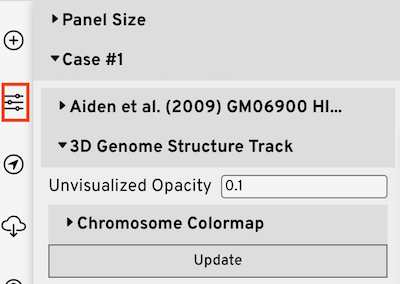 Panel Size
Case #1
Aiden et al. (2009) GM06900 HI...
3D Genome Structure Track
Unvisualized Opacity 0.1
Chromosome Colormap
Update